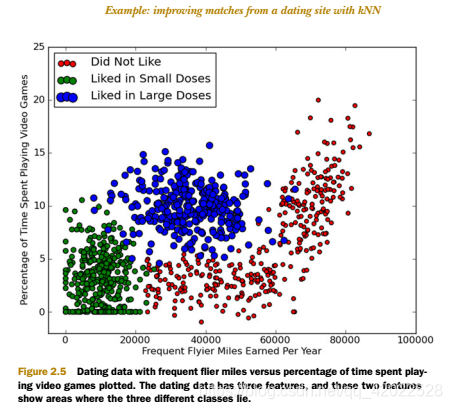 Example: improving matches from a dating site with kNN
25
20
15
10
5
0
Percentage of Time Spent Playing Video Games
Did Not Like
Liked in Small Doses
Liked in Large Doses
0 20000 40000 60000 80000 100000
Frequent Flyier Miles Earned Per Year
Figure 2.5 Dating data with frequent flier miles versus percentage of time spent play-
ing video games plotted. The dating data has three features, and these two features
show areas where the three different classes lie.